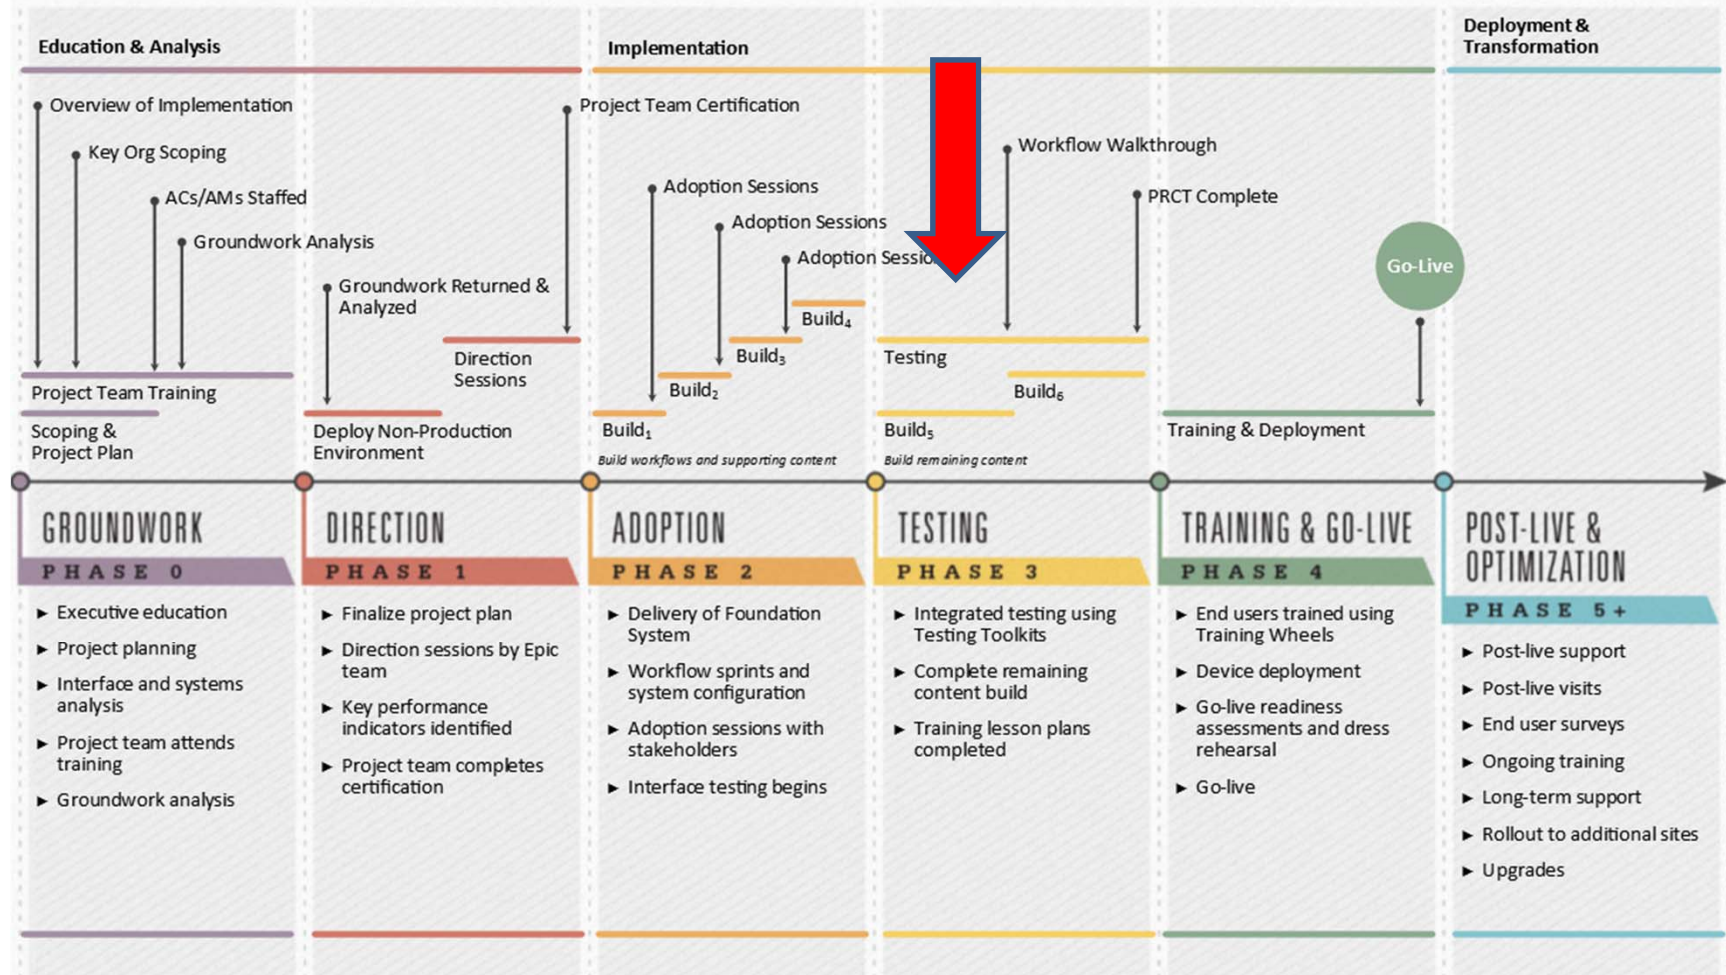 Education & Analysis
Implementation
Deployment &
Transformation
Overview of Implementation
Key Org Scoping
ACs/AMs Staffed
Groundwork Analysis
Project Team Training
Scoping &
Project Plan
Groundwork Returned &
Analyzed
Project Team Certification
Direction
Sessions
Deploy Non-Production
Environment
Adoption Sessions
Adoption Sessions
Adoption Sessio
Build4
Build3
Build2
Build1
Build workflows and supporting content
Workflow Walkthrough
PRCT Complete
Testing
Build6
Build5
Build remaining content
Go-Live
Training & Deployment
GROUNDWORK
PHASE 0
► Executive education
► Project planning
► Interface and systems
analysis
► Project team attends
training
► Groundwork analysis
DIRECTION
PHASE 1
► Finalize project plan
► Direction sessions by Epic
team
► Key performance
indicators identified
► Project team completes
certification
ADOPTION
PHASE 2
► Delivery of Foundation
System
► Workflow sprints and
system configuration
► Adoption sessions with
stakeholders
► Interface testing begins
TESTING
PHASE 3
► Integrated testing using
Testing Toolkits
► Complete remaining
content build
► Training lesson plans
completed
TRAINING & GO-LIVE
PHASE 4
► End users trained using
Training Wheels
► Device deployment
► Go-live readiness
assessments and dress
rehearsal
► Go-live
POST-LIVE &
OPTIMIZATION
PHASE 5+
► Post-live support
► Post-live visits
► End user surveys
► Ongoing training
► Long-term support
► Rollout to additional sites
► Upgrades